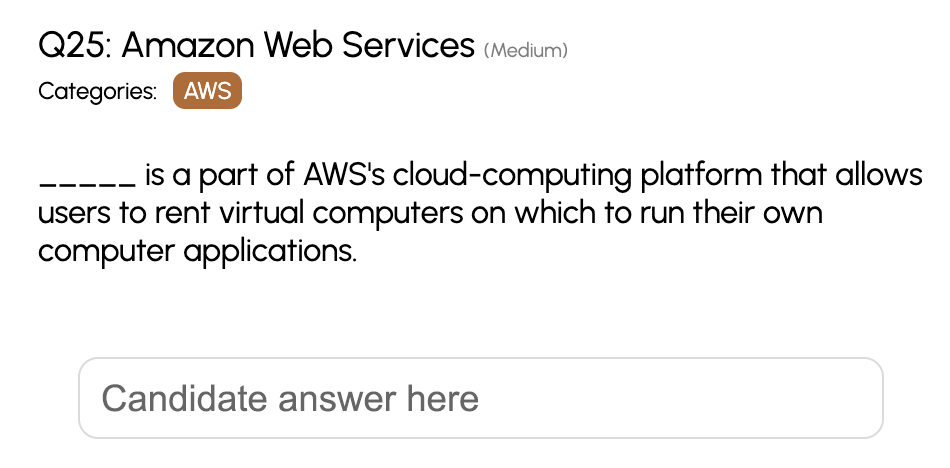 Q25: Amazon Web Services (Medium)
Categories: AWS
_____ is a part of AWS's cloud-computing platform that allows
users to rent virtual computers on which to run their own
computer applications.
Candidate answer here